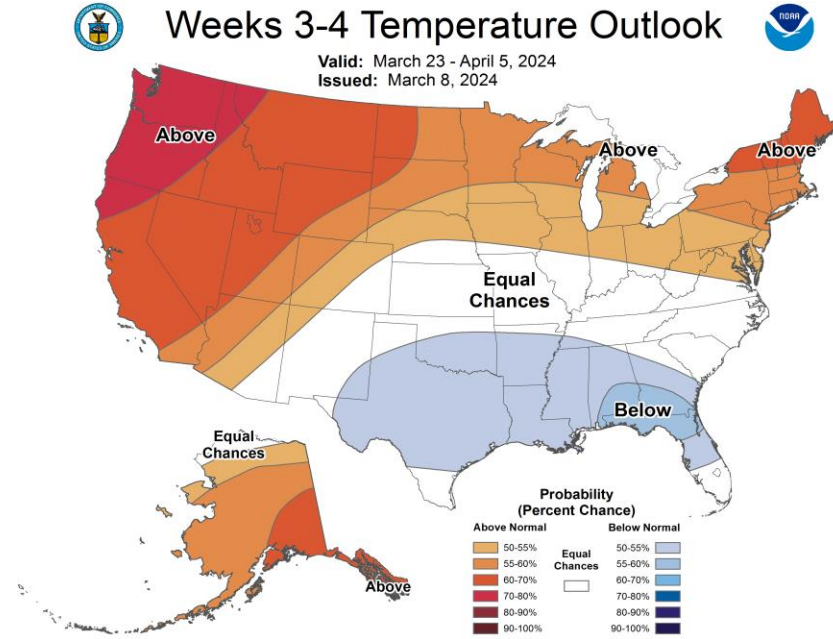 Weeks 3-4 Temperature Outlook
NOAA
Valid: March 23 - April 5, 2024
Issued: March 8, 2024
Above
Above
Above
Equal
Chances
Below
Equal
Chances
Above
Probability
(Percent Chance)
Above Normal
Below Normal
50-55%
55-60%
60-70%
70-80%
80-90%
90-100%
Equal
Chances
50-55%
55-60%
60-70%
70-80%
80-90%
90-100%